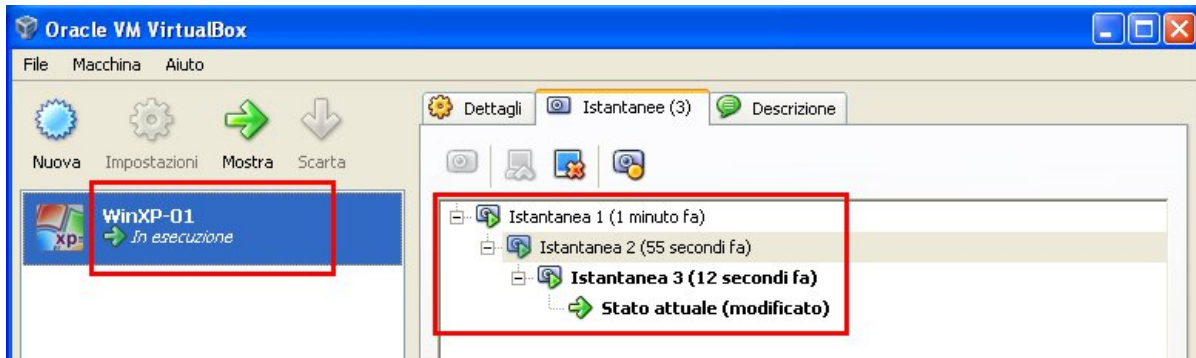 Oracle VM VirtualBox
File Macchina Aiuto
Nuova Impostazioni Mostra Scarta
WinXP-01
In esecuzione
xp
Dettagli Istantanee (3) Descrizione
Istantanea 1 (1 minuto fa)
Istantanea 2 (55 secondi fa)
Istantanea 3 (12 secondi fa)
Stato attuale (modificato)